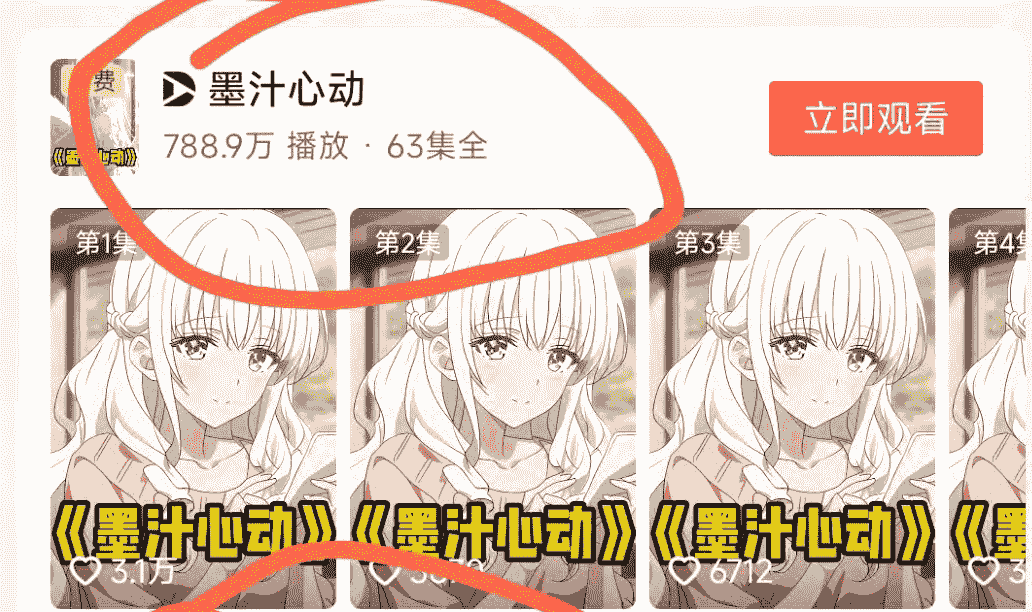 费
墨汁心动
788.9万 播放 · 63集全
立即观看
《墨汁心动》
第1集
第2集
第3集
第4集
《墨汁心动》
《墨汁心动》
《墨汁心动》
《墨
3.1万
6712
3